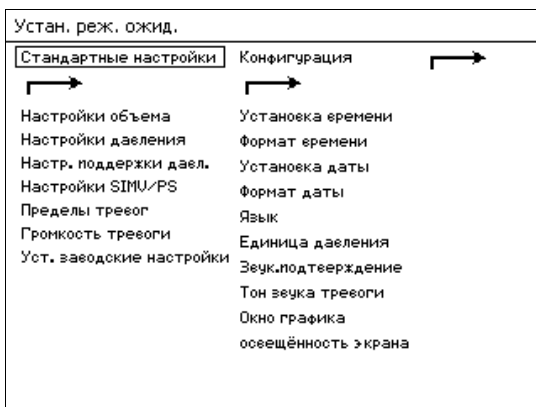 Устан. реж. ожид.
Стандартные настройки
Настройки объема
Настройки давления
Настр. поддержки давл.
Настройки SIMV/PS
Пределы тревог
Громкость тревоги
Уст. заводские настройки
Конфигурация
Установка времени
Формат времени
Установка даты
Формат даты
Язык
Единица давления
Звук.подтверждение
Тон звука тревоги
Окно графика
освещённость экрана